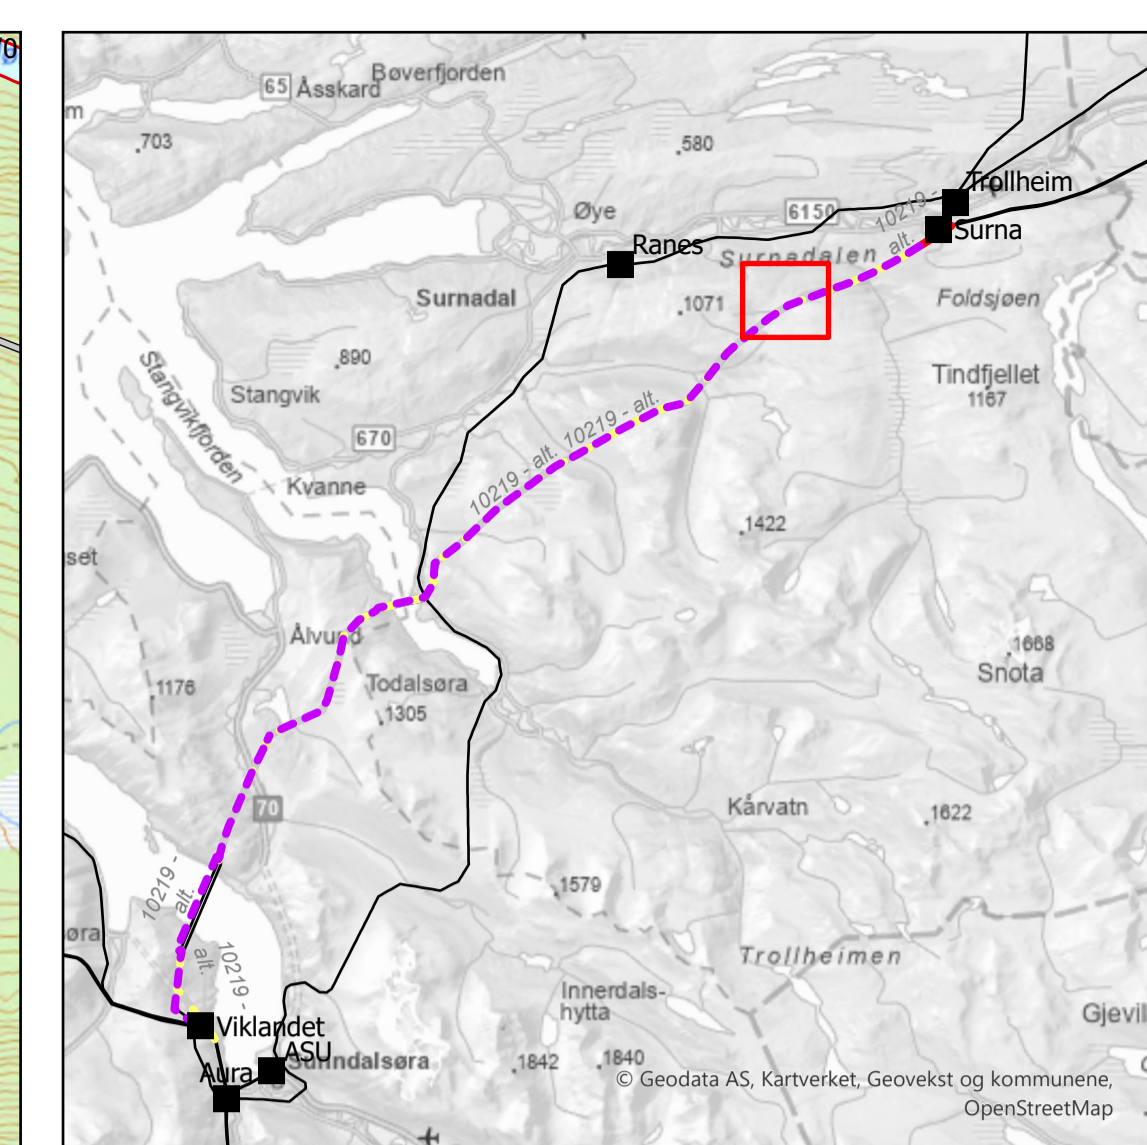 70
65
Åsskard
Bøverfjorden
m
703
580
Øye
6150
10219 -
alt.
Trollheim
Surna
Ranes
Surnadalen
Surnadal
1071
Foldsjøen
890
Stangvik
Stangvikfjorden
670
Tindfjellet
1167
10219 - alt. 10219 - alt.
Kvanne
1422
set
Ålvund
1668
Snota
Todalsøra
1176
1305
70
Kårvatn
1622
10219 -
alt.
1579
øra
10219 -
alt.
Trollheimen
Innerdals-
hytta
Gjevil
Viklandet
ASU
Sunndalsøra
Aura
1842
1840
© Geodata AS, Kartverket, Geovekst og kommunene,
OpenStreetMap